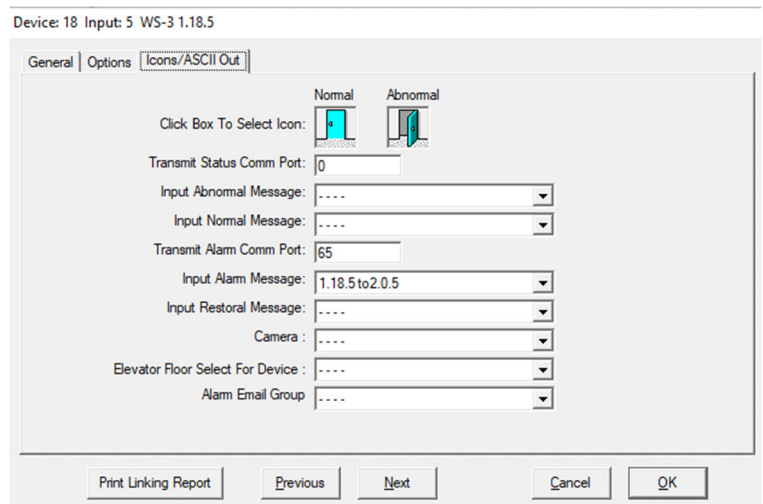 Device: 18 Input: 5 WS-3 1.18.5
General Options Icons/ASCII Out
Normal Abnormal
Click Box To Select Icon:
Transmit Status Comm Port: 0
Input Abnormal Message: - - - -
Input Normal Message: - - - -
Transmit Alarm Comm Port: 65
Input Alarm Message: 1.18.5 to2.0.5
Input Restoral Message: - - - -
Camera : - - - -
Elevator Floor Select For Device : - - - -
Alarm Email Group - - - -
Print Linking Report Previous Next Cancel OK